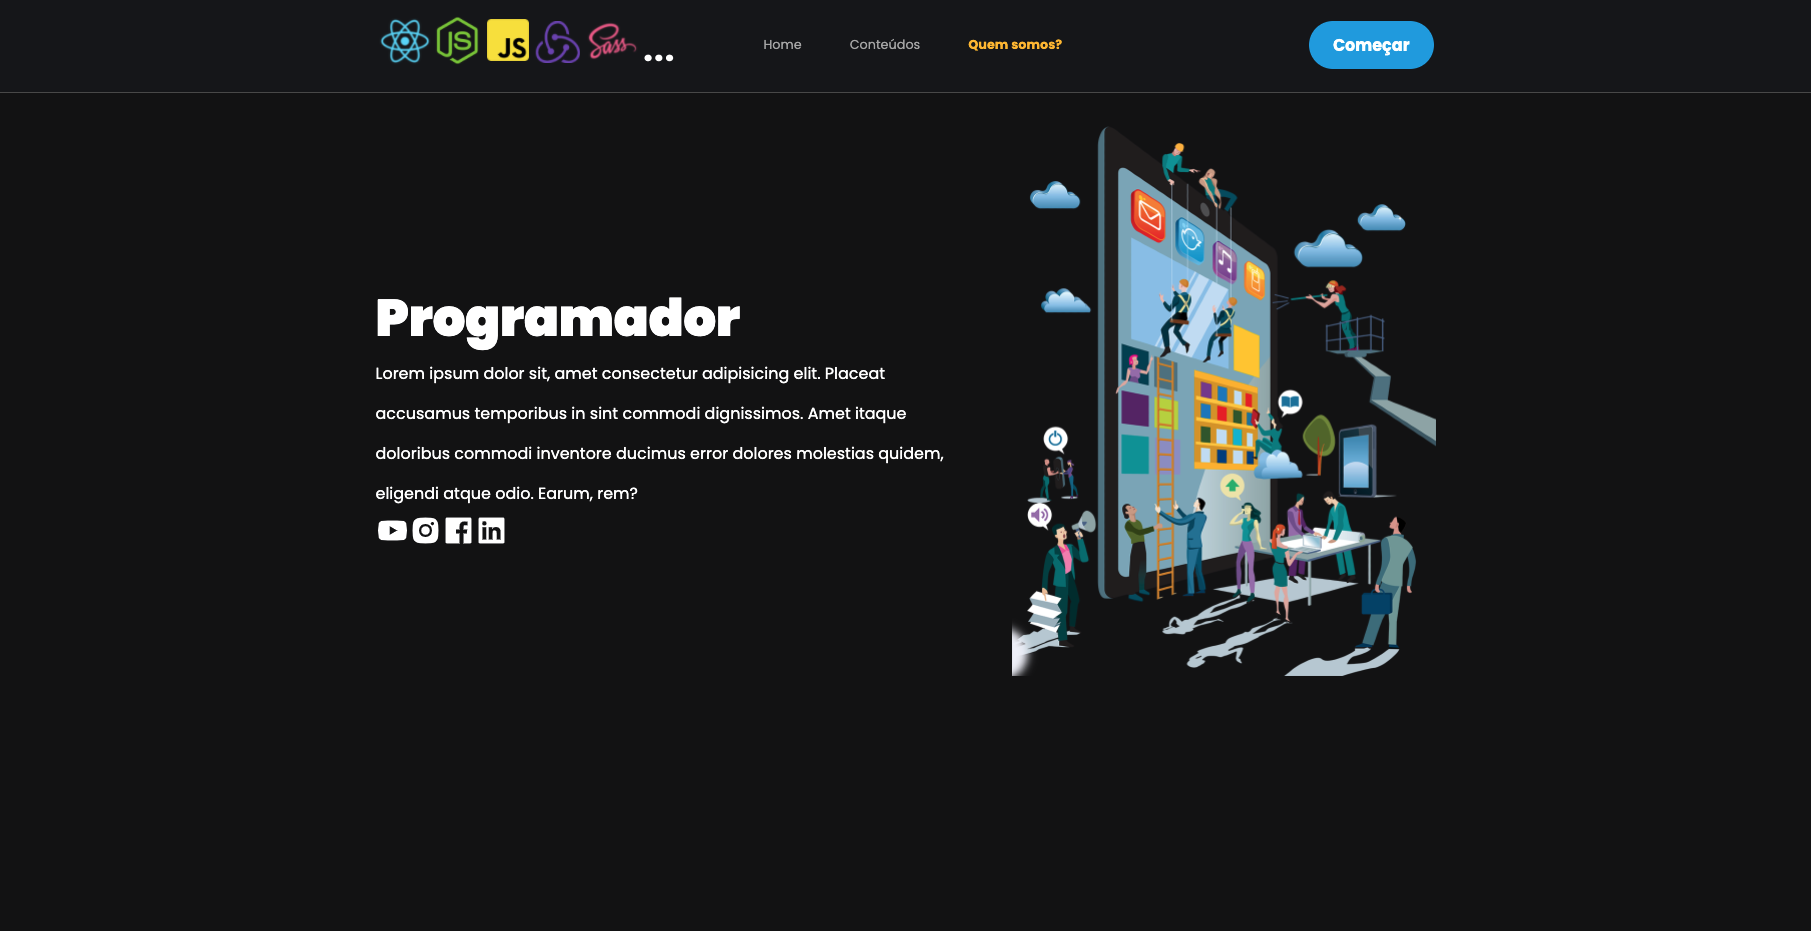 JS
JS
Sass
...
Home
Conteúdos
Quem somos?
Começar
Programador
Lorem ipsum dolor sit, amet consectetur adipisicing elit. Placeat
accusamus temporibus in sint commodi dignissimos. Amet itaque
doloribus commodi inventore ducimus error dolores molestias quidem,
eligendi atque odio. Earum, rem?
in